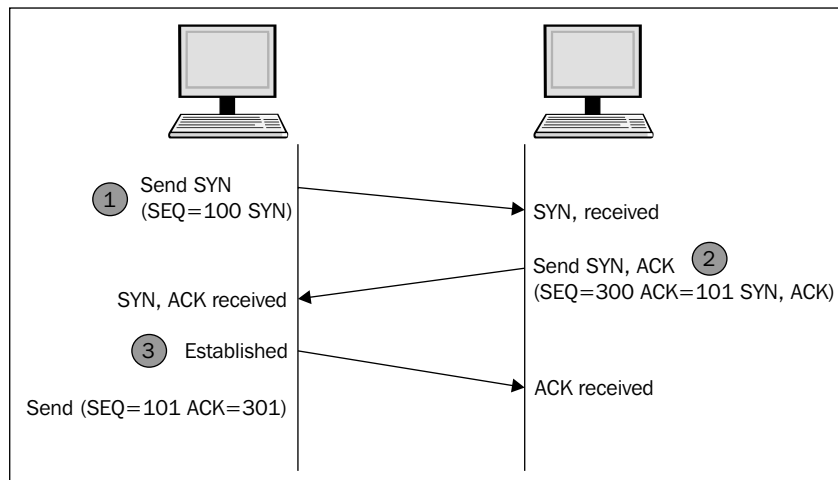 1
Send SYN
(SEQ=100 SYN)
SYN, received
Send SYN, ACK
2
(SEQ=300 ACK=101 SYN, ACK)
SYN, ACK received
3
Established
ACK received
Send (SEQ=101 ACK=301)